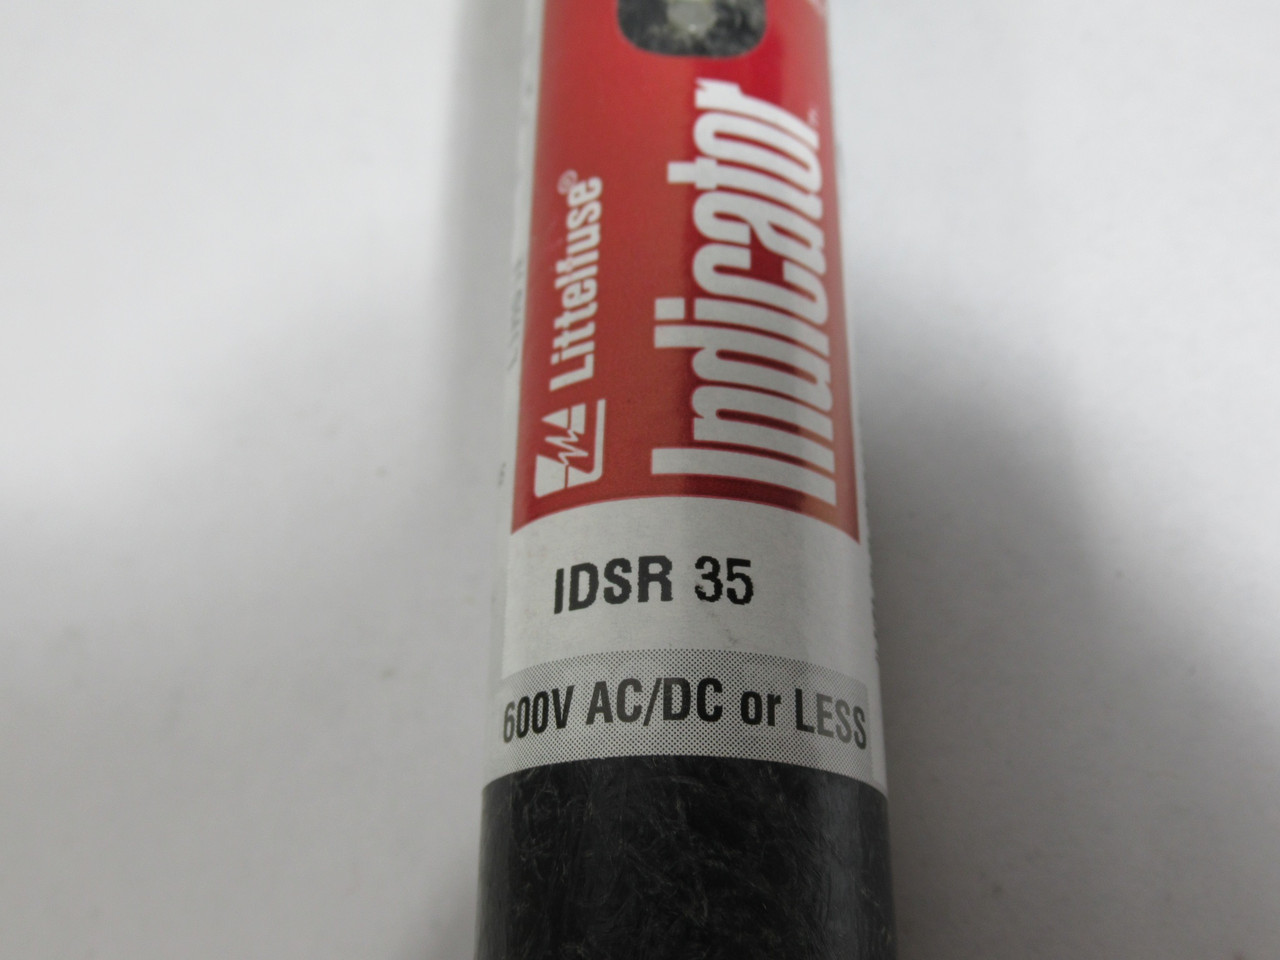 Littelfuse®
Indicator
IDSR 35
600V AC/DC or LESS